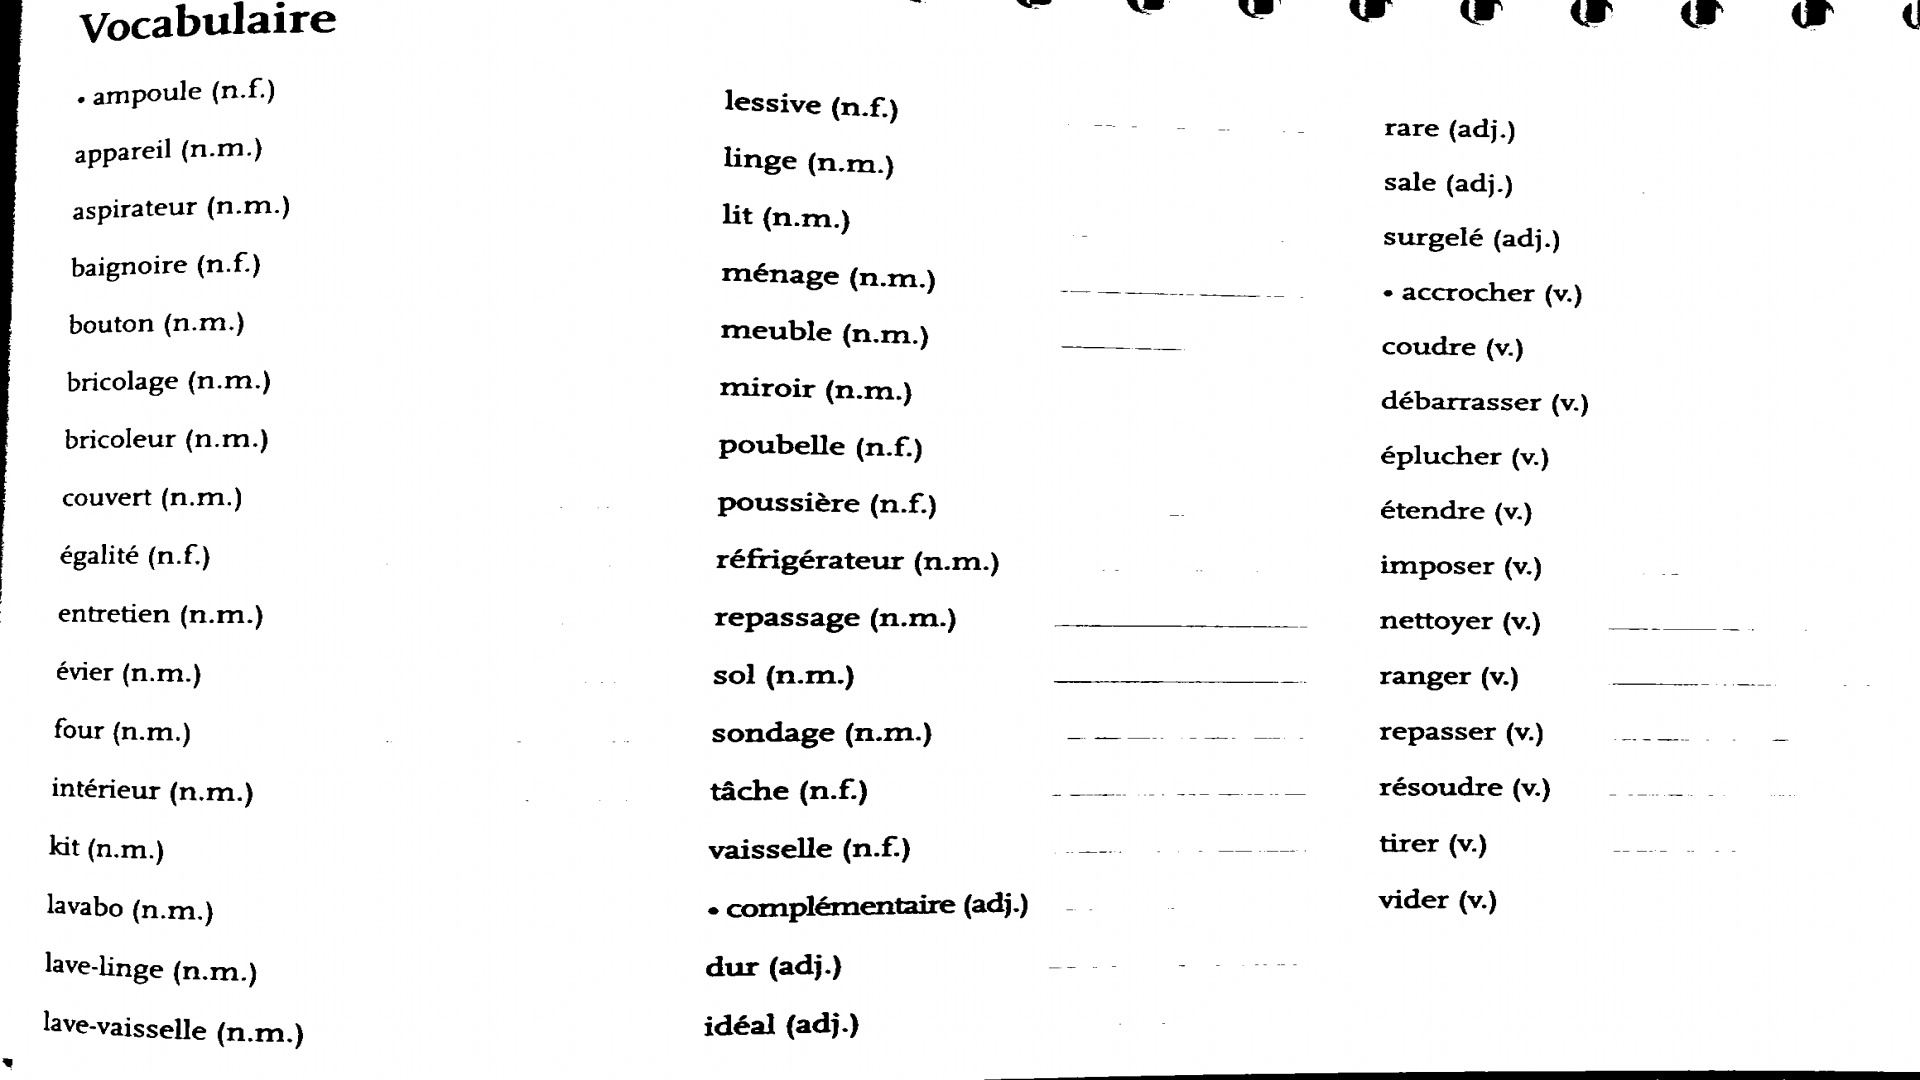 Vocabulaire
• ampoule (n.f.)
appareil (n.m.)
aspirateur (n.m.)
baignoire (n.f.)
bouton (n.m.)
bricolage (n.m.)
bricoleur (n.m.)
couvert (n.m.)
égalité (n.f.)
entretien (n.m.)
évier (n.m.)
four (n.m.)
intérieur (n.m.)
kit (n.m.)
lavabo (n.m.)
lave-linge (n.m.)
lave-vaisselle (n.m.)
lessive (n.f.)
linge (n.m.)
lit (n.m.)
ménage (n.m.)
meuble (n.m.)
miroir (n.m.)
poubelle (n.f.)
poussière (n.f.)
réfrigérateur (n.m.)
repassage (n.m.)
sol (n.m.)
sondage (n.m.)
tâche (n.f.)
vaisselle (n.f.)
• complémentaire (adj.)
dur (adj.)
idéal (adj.)
rare (adj.)
sale (adj.)
surgelé (adj.)
• accrocher (v.)
coudre (v.)
débarrasser (v.)
éplucher (v.)
étendre (v.)
imposer (v.)
nettoyer (v.)
ranger (v.)
repasser (v.)
résoudre (v.)
tirer (v.)
vider (v.)